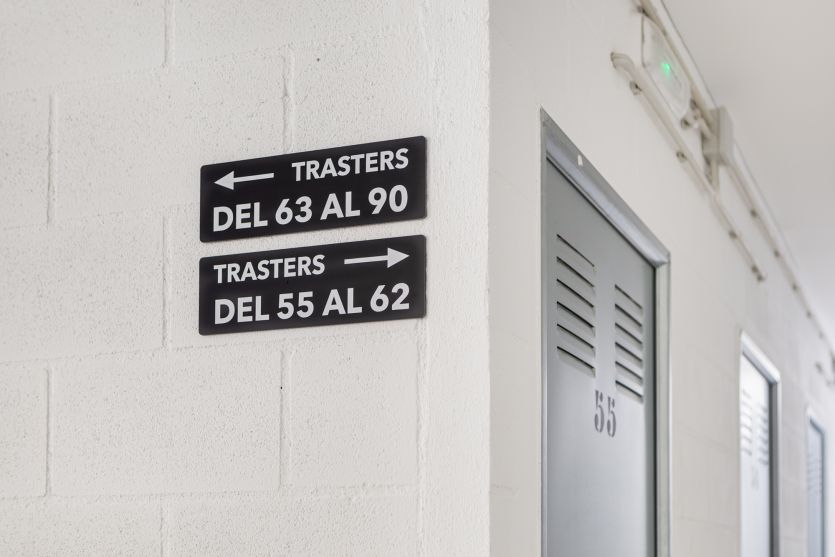 ← TRASTERS
DEL 63 AL 90
TRASTERS →
DEL 55 AL 62
55